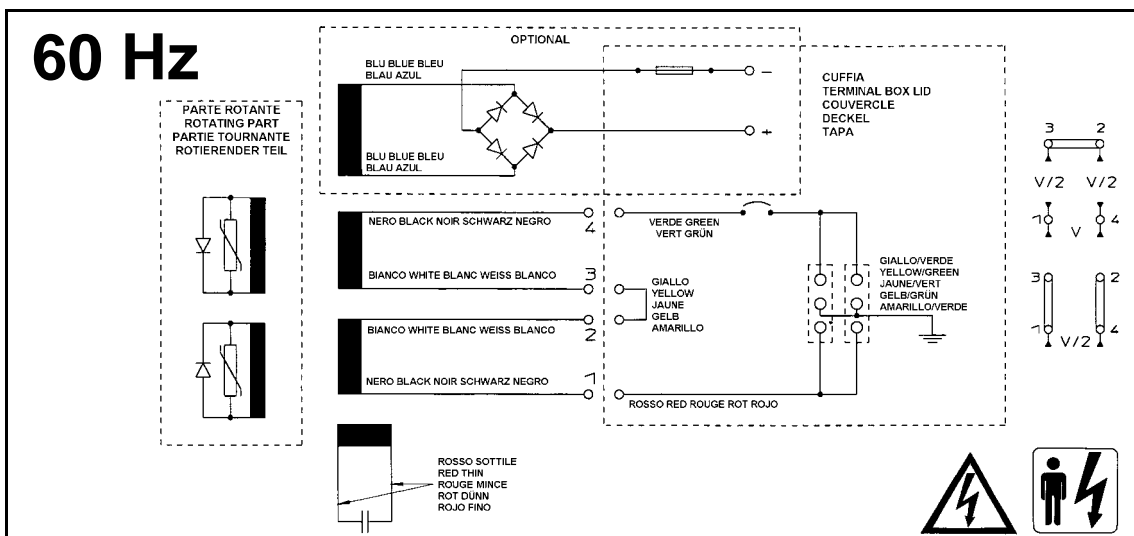 60 Hz
OPTIONAL
BLU BLUE BLEU
BLAU AZUL
BLU BLUE BLEU
BLAU AZUL
−
+
CUFFIA
TERMINAL BOX LID
COUVERCLE
DECKEL
TAPA
PARTE ROTANTE
ROTATING PART
PARTIE TOURNANTE
ROTIERENDER TEIL
NERO BLACK NOIR SCHWARZ NEGRO
4
VERDE GREEN
VERT GRÜN
BIANCO WHITE BLANC WEISS BLANCO
3
GIALLO
YELLOW
JAUNE
GELB
AMARILLO
BIANCO WHITE BLANC WEISS BLANCO
2
NERO BLACK NOIR SCHWARZ NEGRO
1
ROSSO RED ROUGE ROT ROJO
GIALLO/VERDE
YELLOW/GREEN
JAUNE/VERT
GELB/GRÜN
AMARILLO/VERDE
3 2
V/2 V/2
1 V 4
3 2
1 V/2 4
ROSSO SOTTILE
RED THIN
ROUGE MINCE
ROT DÜNN
ROJO FINO